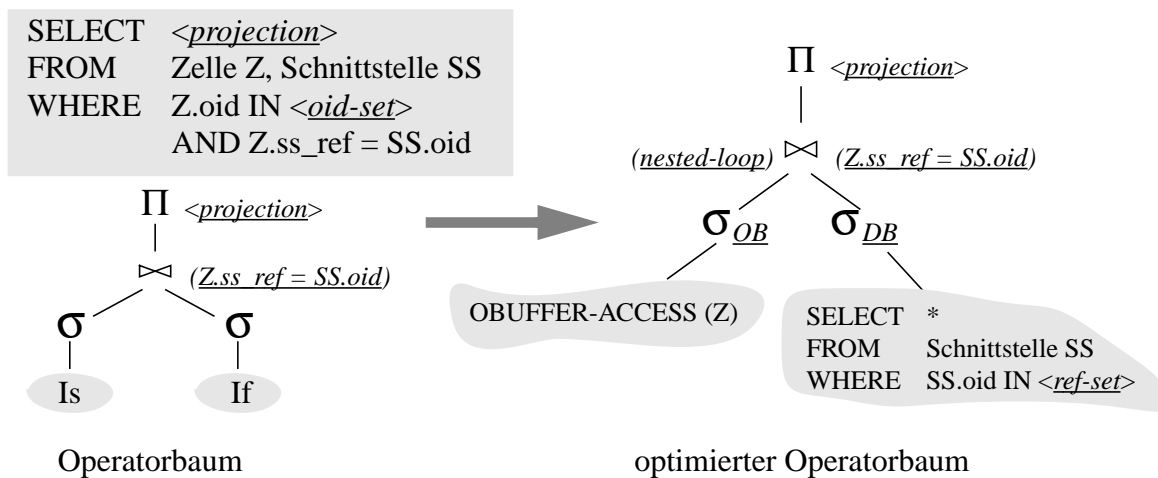 SELECT <projection>
FROM Zelle Z, Schnittstelle SS
WHERE Z.oid IN <oid-set>
AND Z.ss_ref = SS.oid
Π <projection>
(Z.ss_ref = SS.oid)
σ σ
Is If
Operatorbaum
Π <projection>
(nested-loop) ⋈ (Z.ss_ref = SS.oid)
σOB σDB
OBUFFER-ACCESS (Z)
SELECT *
FROM Schnittstelle SS
WHERE SS.oid IN <ref-set>
optimierter Operatorbaum